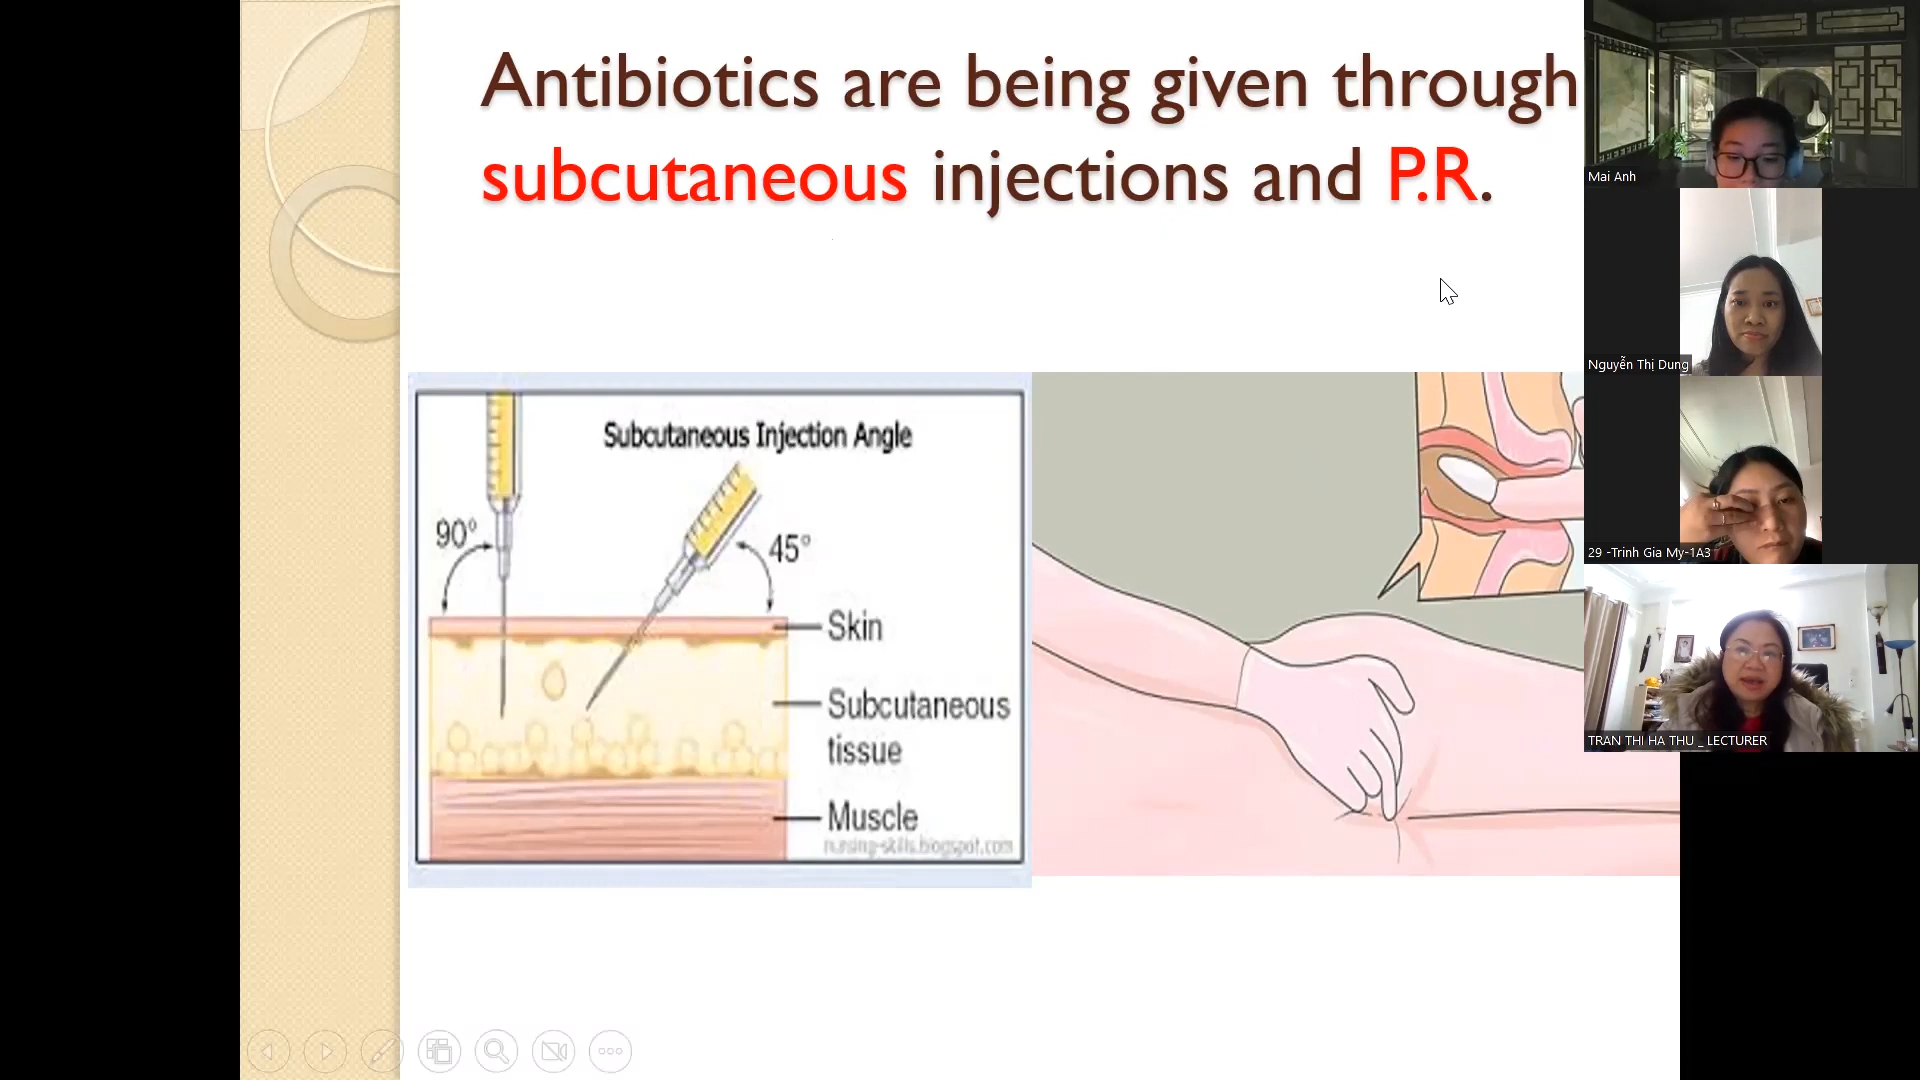 Antibiotics are being given through
subcutaneous injections and P.R.
Subcutaneous Injection Angle
90°
45°
Skin
Subcutaneous
tissue
Muscle
nursing-skills.blogspot.com
Mai Anh
Nguyễn Thị Dung
29 -Trinh Gia My-1A3
TRAN THI HA THU _ LECTURER